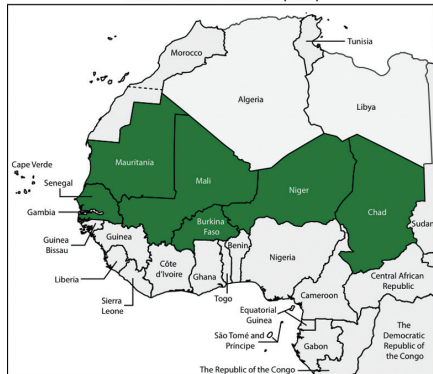 Tunisia
Morocco
Algeria
Libya
Cape Verde
Mauritania
Mali
Niger
Chad
Sudan
Senegal
Gambia
Guinea
Bissau
Guinea
Burkina
Faso
Benin
Nigeria
Côte
d'Ivoire
Ghana
Togo
Liberia
Sierra
Leone
Cameroon
Central African
Republic
Equatorial
Guinea
São Tomé and
Príncipe
Gabon
The
Democratic
Republic of
the Congo
The Republic of the Congo